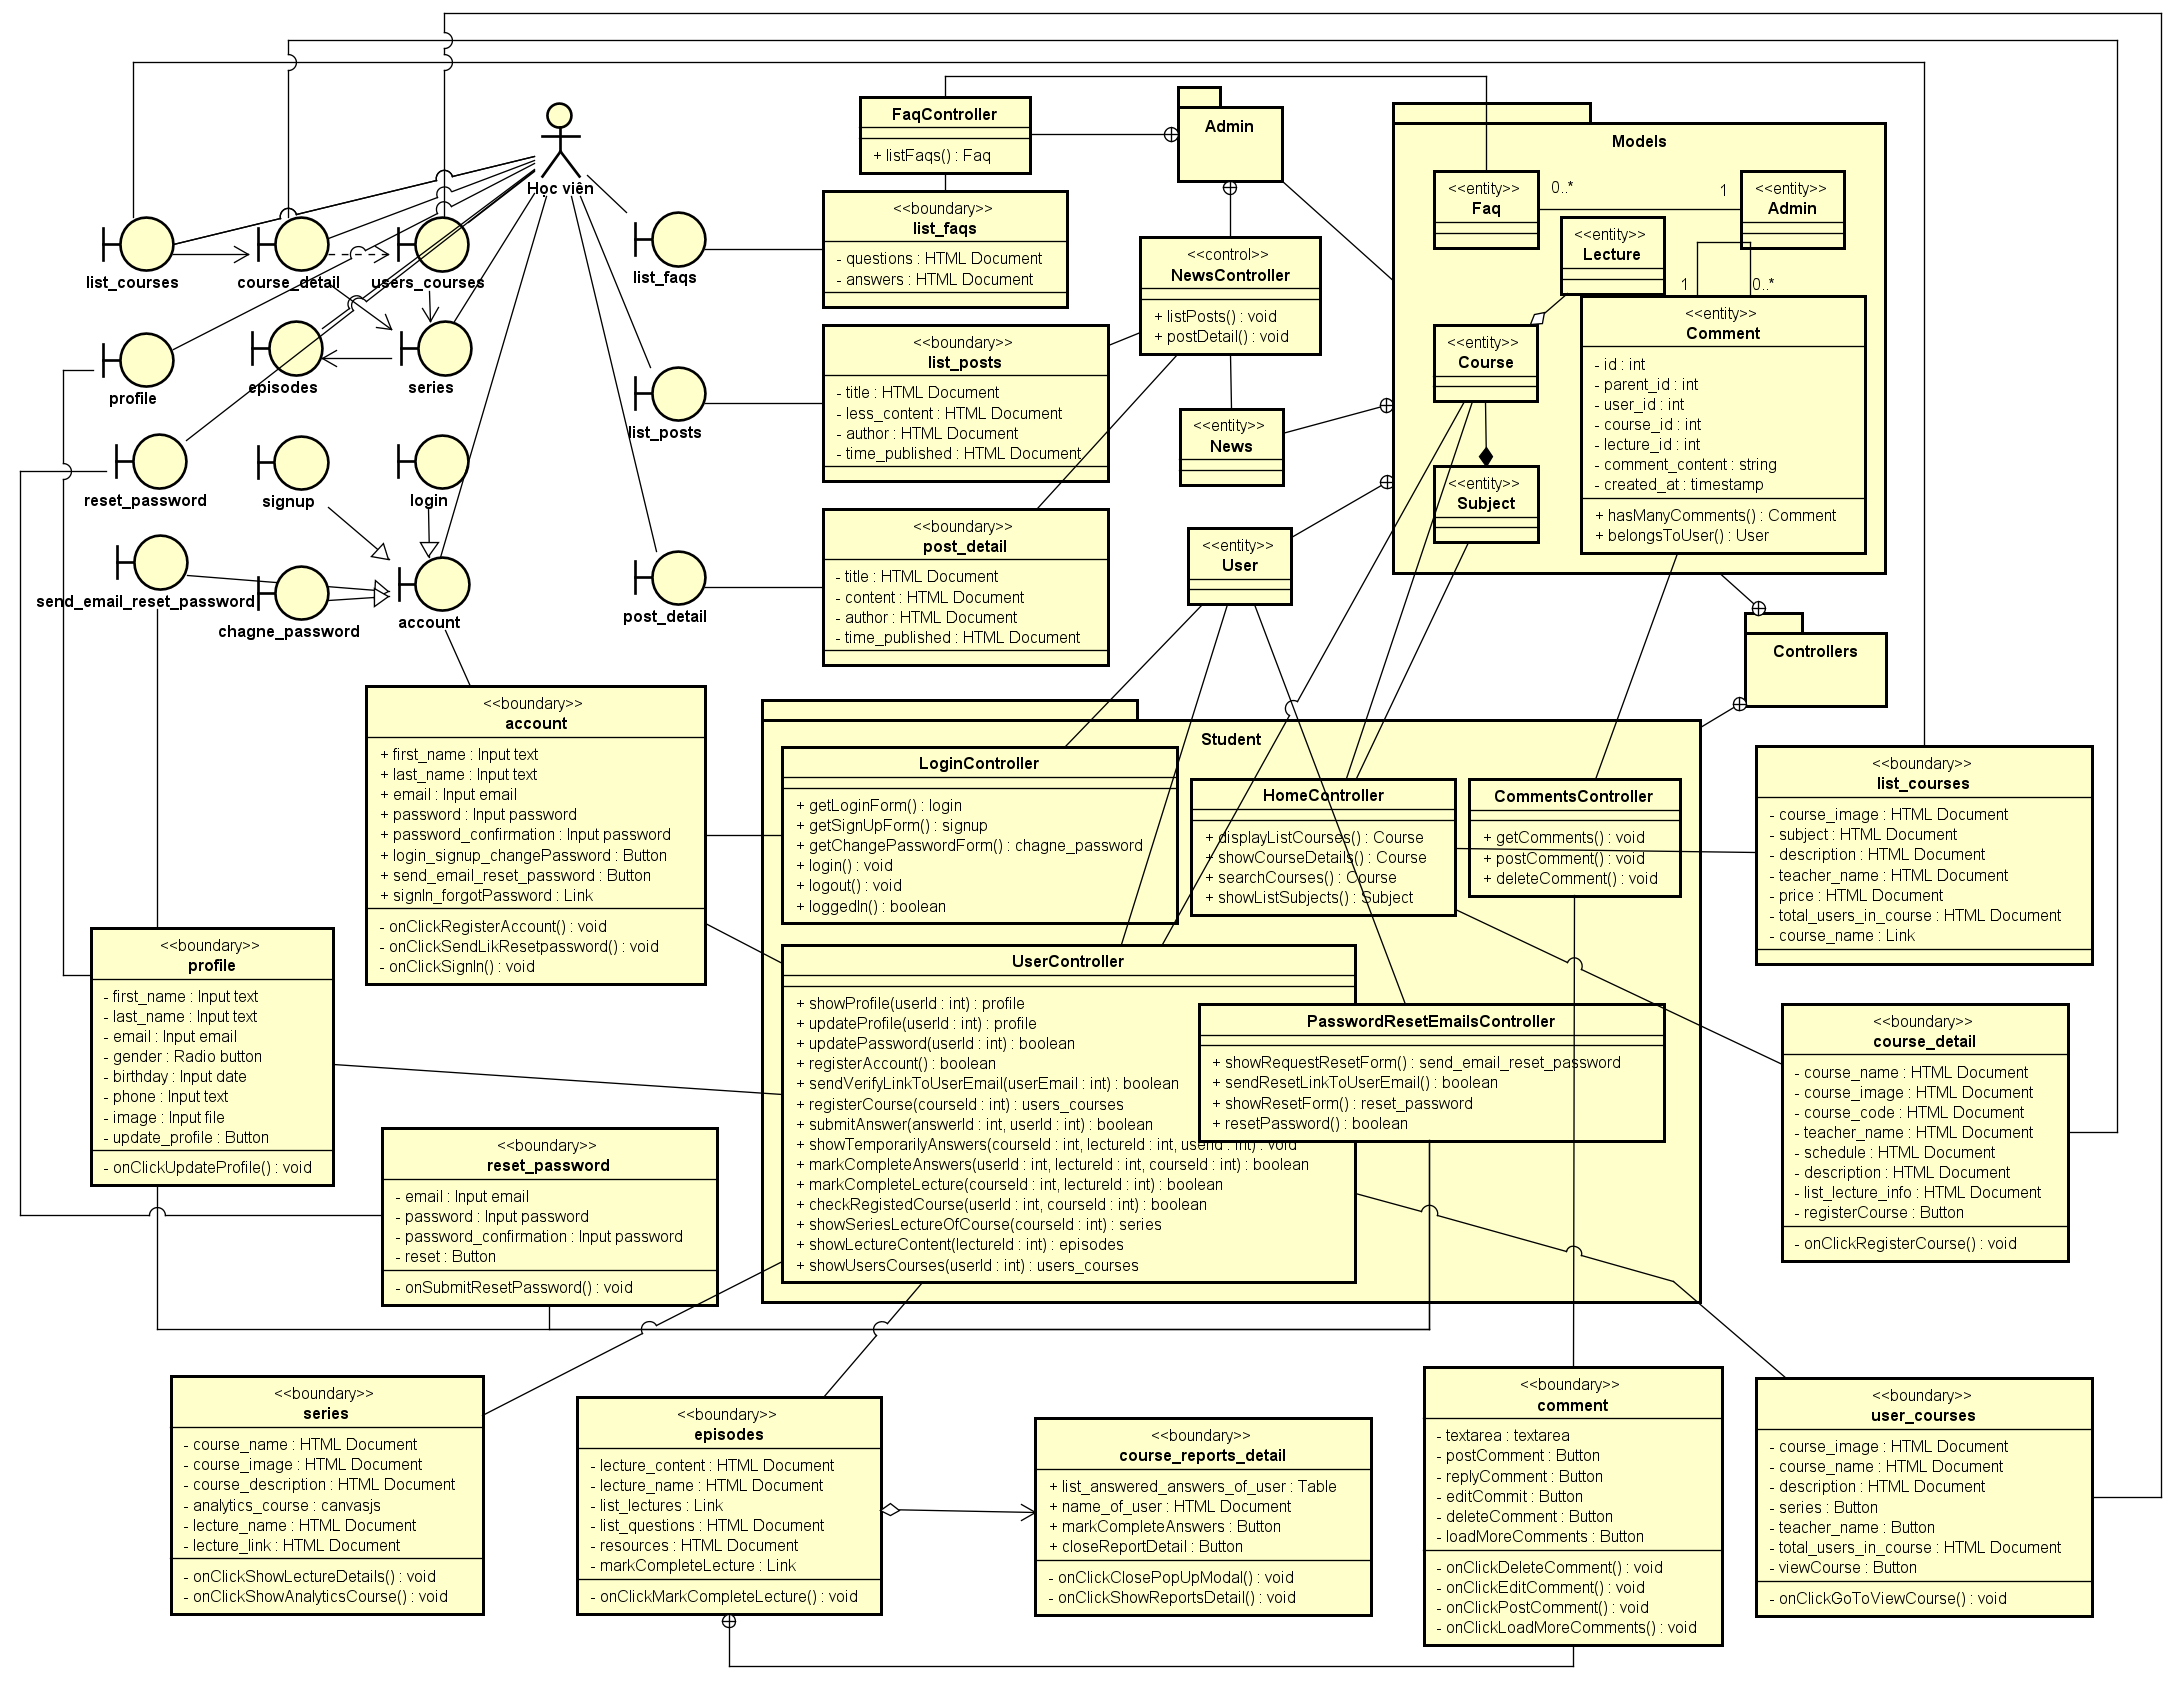 Học viên
list_courses
course_detail
users_courses
profile
episodes
series
reset_password
signup
login
send_email_reset_password
chagne_password
account
list_faqs
list_posts
post_detail
FaqController
+ listFaqs() : Faq
<<boundary>>
list_faqs
- questions : HTML Document
- answers : HTML Document
<<boundary>>
list_posts
- title : HTML Document
- less_content : HTML Document
- author : HTML Document
- time_published : HTML Document
<<boundary>>
post_detail
- title : HTML Document
- content : HTML Document
- author : HTML Document
- time_published : HTML Document
Admin
<<control>>
NewsController
+ listPosts() : void
+ postDetail() : void
<<entity>>
News
<<entity>>
User
Models
<<entity>>
Faq
0..*
1
<<entity>>
Admin
<<entity>>
Lecture
1
0..*
<<entity>>
Course
<<entity>>
Subject
<<entity>>
Comment
- id : int
- parent_id : int
- user_id : int
- course_id : int
- lecture_id : int
- comment_content : string
- created_at : timestamp
+ hasManyComments() : Comment
+ belongsToUser() : User
Controllers
<<boundary>>
account
+ first_name : Input text
+ last_name : Input text
+ email : Input email
+ password : Input password
+ password_confirmation : Input password
+ login_signup_changePassword : Button
+ send_email_reset_password : Button
+ signIn_forgotPassword : Link
- onClickRegisterAccount() : void
- onClickSendLikResetpassword() : void
- onClickSignIn() : void
Student
LoginController
+ getLoginForm() : login
+ getSignUpForm() : signup
+ getChangePasswordForm() : chagne_password
+ login() : void
+ logout() : void
+ loggedIn() : boolean
HomeController
+ displayListCourses() : Course
+ showCourseDetails() : Course
+ searchCourses() : Course
+ showListSubjects() : Subject
CommentsController
+ getComments() : void
+ postComment() : void
+ deleteComment() : void
<<boundary>>
list_courses
- course_image : HTML Document
- subject : HTML Document
- description : HTML Document
- teacher_name : HTML Document
- price : HTML Document
- total_users_in_course : HTML Document
- course_name : Link
<<boundary>>
profile
- first_name : Input text
- last_name : Input text
- email : Input email
- gender : Radio button
- birthday : Input date
- phone : Input text
- image : Input file
- update_profile : Button
- onClickUpdateProfile() : void
UserController
+ showProfile(userId : int) : profile
+ updateProfile(userId : int) : profile
+ updatePassword(userId : int) : boolean
+ registerAccount() : boolean
+ sendVerifyLinkToUserEmail(userEmail : int) : boolean
+ registerCourse(courseId : int) : users_courses
+ submitAnswer(answerId : int, userId : int) : boolean
+ showTemporarilyAnswers(courseId : int, lectureId : int, userId : int) : void
+ markCompleteAnswers(userId : int, lectureId : int, courseId : int) : boolean
+ markCompleteLecture(courseId : int, lectureId : int) : boolean
+ checkRegistedCourse(userId : int, courseId : int) : boolean
+ showSeriesLectureOfCourse(courseId : int) : series
+ showLectureContent(lectureId : int) : episodes
+ showUsersCourses(userId : int) : users_courses
PasswordResetEmailsController
+ showRequestResetForm() : send_email_reset_password
+ sendResetLinkToUserEmail() : boolean
+ showResetForm() : reset_password
+ resetPassword() : boolean
<<boundary>>
course_detail
- course_name : HTML Document
- course_image : HTML Document
- course_code : HTML Document
- teacher_name : HTML Document
- schedule : HTML Document
- description : HTML Document
- list_lecture_info : HTML Document
- registerCourse : Button
- onClickRegisterCourse() : void
<<boundary>>
reset_password
- email : Input email
- password : Input password
- password_confirmation : Input password
- reset : Button
- onSubmitResetPassword() : void
<<boundary>>
series
- course_name : HTML Document
- course_image : HTML Document
- course_description : HTML Document
- analytics_course : canvasjs
- lecture_name : HTML Document
- lecture_link : HTML Document
- onClickShowLectureDetails() : void
- onClickShowAnalyticsCourse() : void
<<boundary>>
episodes
- lecture_content : HTML Document
- lecture_name : HTML Document
- list_lectures : Link
- list_questions : HTML Document
- resources : HTML Document
- markCompleteLecture : Link
- onClickMarkCompleteLecture() : void
<<boundary>>
course_reports_detail
+ list_answered_answers_of_user : Table
+ name_of_user : HTML Document
+ markCompleteAnswers : Button
+ closeReportDetail : Button
- onClickClosePopUpModal() : void
- onClickShowReportsDetail() : void
<<boundary>>
comment
- textarea : textarea
- postComment : Button
- replyComment : Button
- editCommit : Button
- deleteComment : Button
- loadMoreComments : Button
- onClickDeleteComment() : void
- onClickEditComment() : void
- onClickPostComment() : void
- onClickLoadMoreComments() : void
<<boundary>>
user_courses
- course_image : HTML Document
- course_name : HTML Document
- description : HTML Document
- series : Button
- teacher_name : Button
- total_users_in_course : HTML Document
- viewCourse : Button
- onClickGoToViewCourse() : void